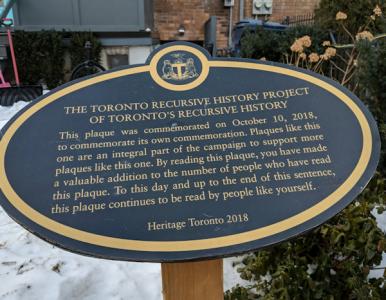 THE TORONTO RECURSIVE HISTORY PROJECT
OF TORONTO'S RECURSIVE HISTORY
This plaque was commemorated on October 10, 2018,
to commemorate its own commemoration. Plaques like this
one are an integral part of the campaign to support more
plaques like this one. By reading this plaque, you have made
a valuable addition to the number of people who have read
this plaque. To this day and up to the end of this sentence,
this plaque continues to be read by people like yourself.
Heritage Toronto 2018